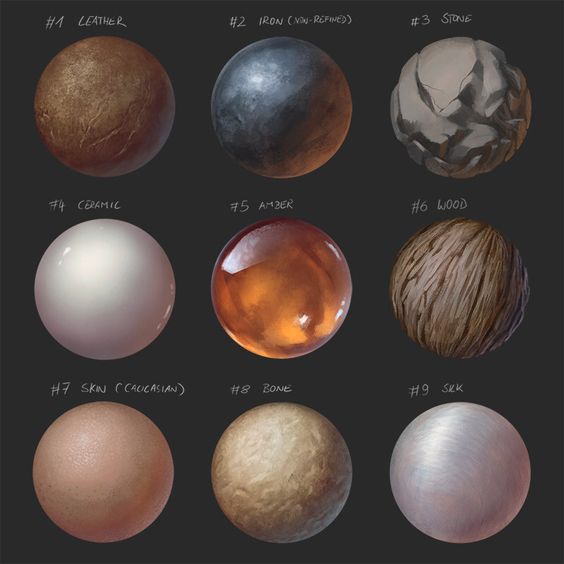 #1 LEATHER
#2 IRON (NON-REFINED)
#3 STONE
#4 CERAMIC
#5 AMBER
#6 WOOD
#7 SKIN (CAUCASIAN)
#8 BONE
#9 SILK